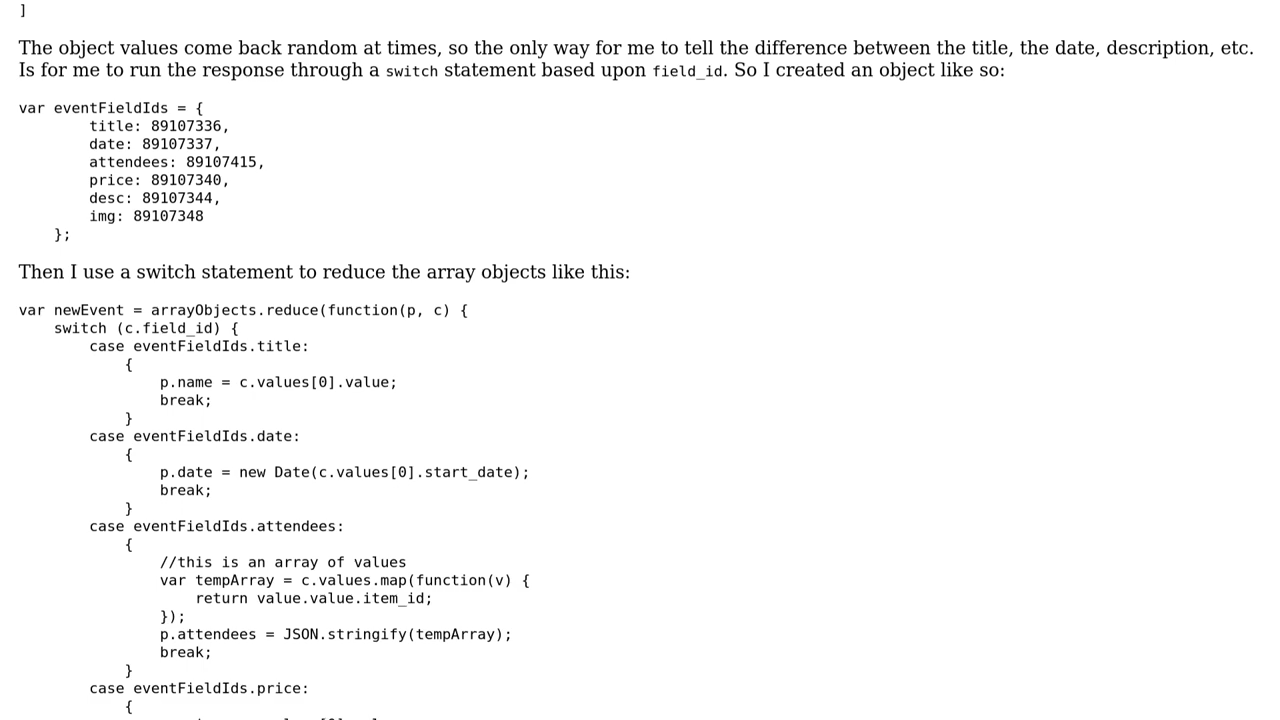 ]
The object values come back random at times, so the only way for me to tell the difference between the title, the date, description, etc.
Is for me to run the response through a switch statement based upon field_id. So I created an object like so:
var eventFieldIds = {
        title: 89107336,
        date: 89107337,
        attendees: 89107415,
        price: 89107340,
        desc: 89107344,
        img: 89107348
    };
Then I use a switch statement to reduce the array objects like this:
var newEvent = arrayObjects.reduce(function(p, c) {
    switch (c.field_id) {
        case eventFieldIds.title:
            {
                p.name = c.values[0].value;
                break;
            }
        case eventFieldIds.date:
            {
                p.date = new Date(c.values[0].start_date);
                break;
            }
        case eventFieldIds.attendees:
            {
                //this is an array of values
                var tempArray = c.values.map(function(v) {
                    return value.value.item_id;
                });
                p.attendees = JSON.stringify(tempArray);
                break;
            }
        case eventFieldIds.price:
            {